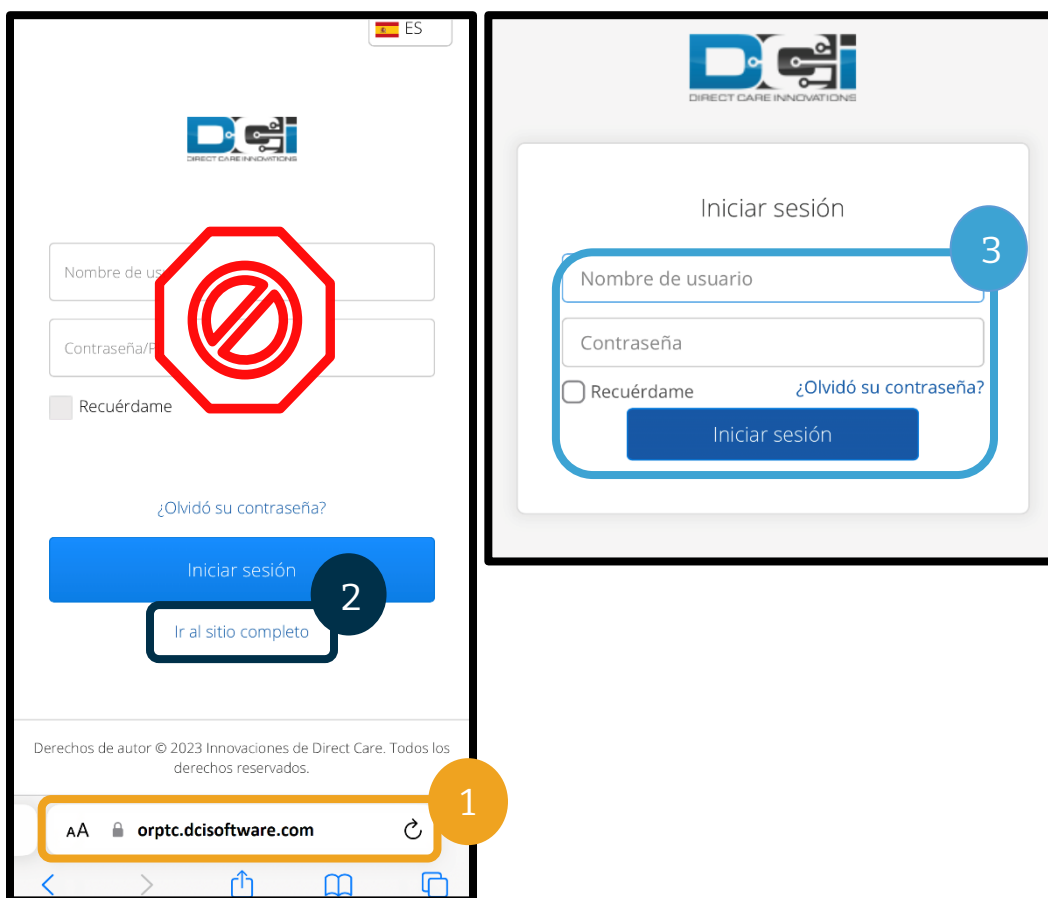 ES
DCI
DIRECT CARE INNOVATIONS
Nombre de us
Contraseña/P
Recuérdame
¿Olvidó su contraseña?
Iniciar sesión
2
Ir al sitio completo
Derechos de autor © 2023 Innovaciones de Direct Care. Todos los
derechos reservados.
1
AA orptc.dcisoftware.com
DCI
DIRECT CARE INNOVATIONS
Iniciar sesión
3
Nombre de usuario
Contraseña
Recuérdame
¿Olvidó su contraseña?
Iniciar sesión